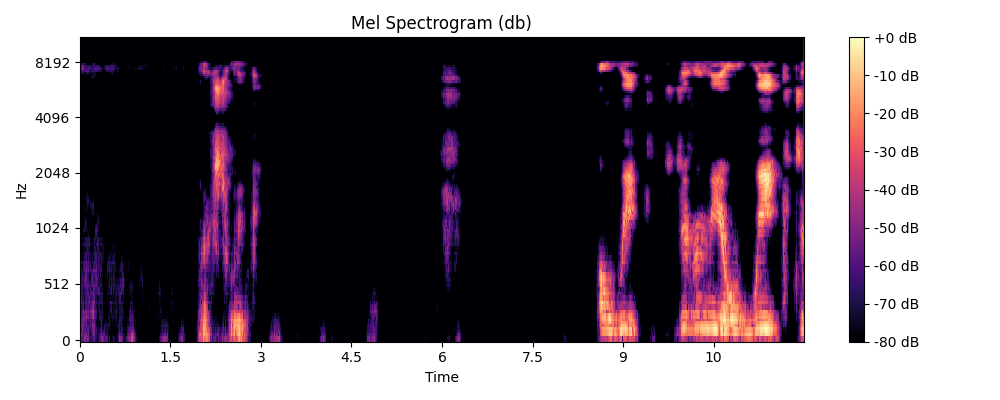 Mel Spectrogram (db)
Hz
8192
4096
2048
1024
512
0
0 1.5 3 4.5 6 7.5 9 10
Time
+0 dB
-10 dB
-20 dB
-30 dB
-40 dB
-50 dB
-60 dB
-70 dB
-80 dB